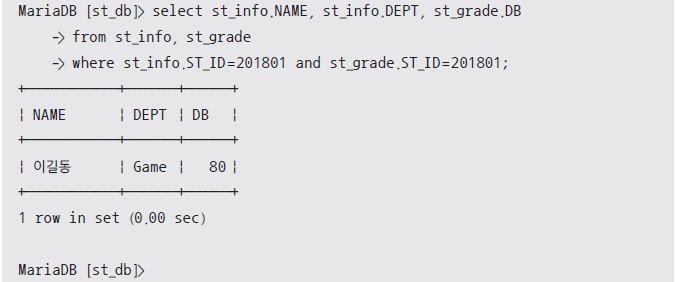 MariaDB [st_db]> select st_info.NAME, st_info.DEPT, st_grade.DB
-> from st_info, st_grade
-> where st_info.ST_ID=201801 and st_grade.ST_ID=201801;
+-----------+-------+------+
| NAME | DEPT | DB |
+-----------+-------+------+
| 이길동 | Game | 80 |
+-----------+-------+------+
1 row in set (0.00 sec)
MariaDB [st_db]>